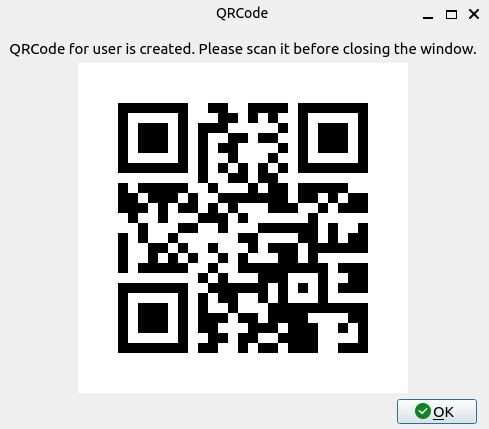 QRCode
QRCode for user is created. Please scan it before closing the window.
OK